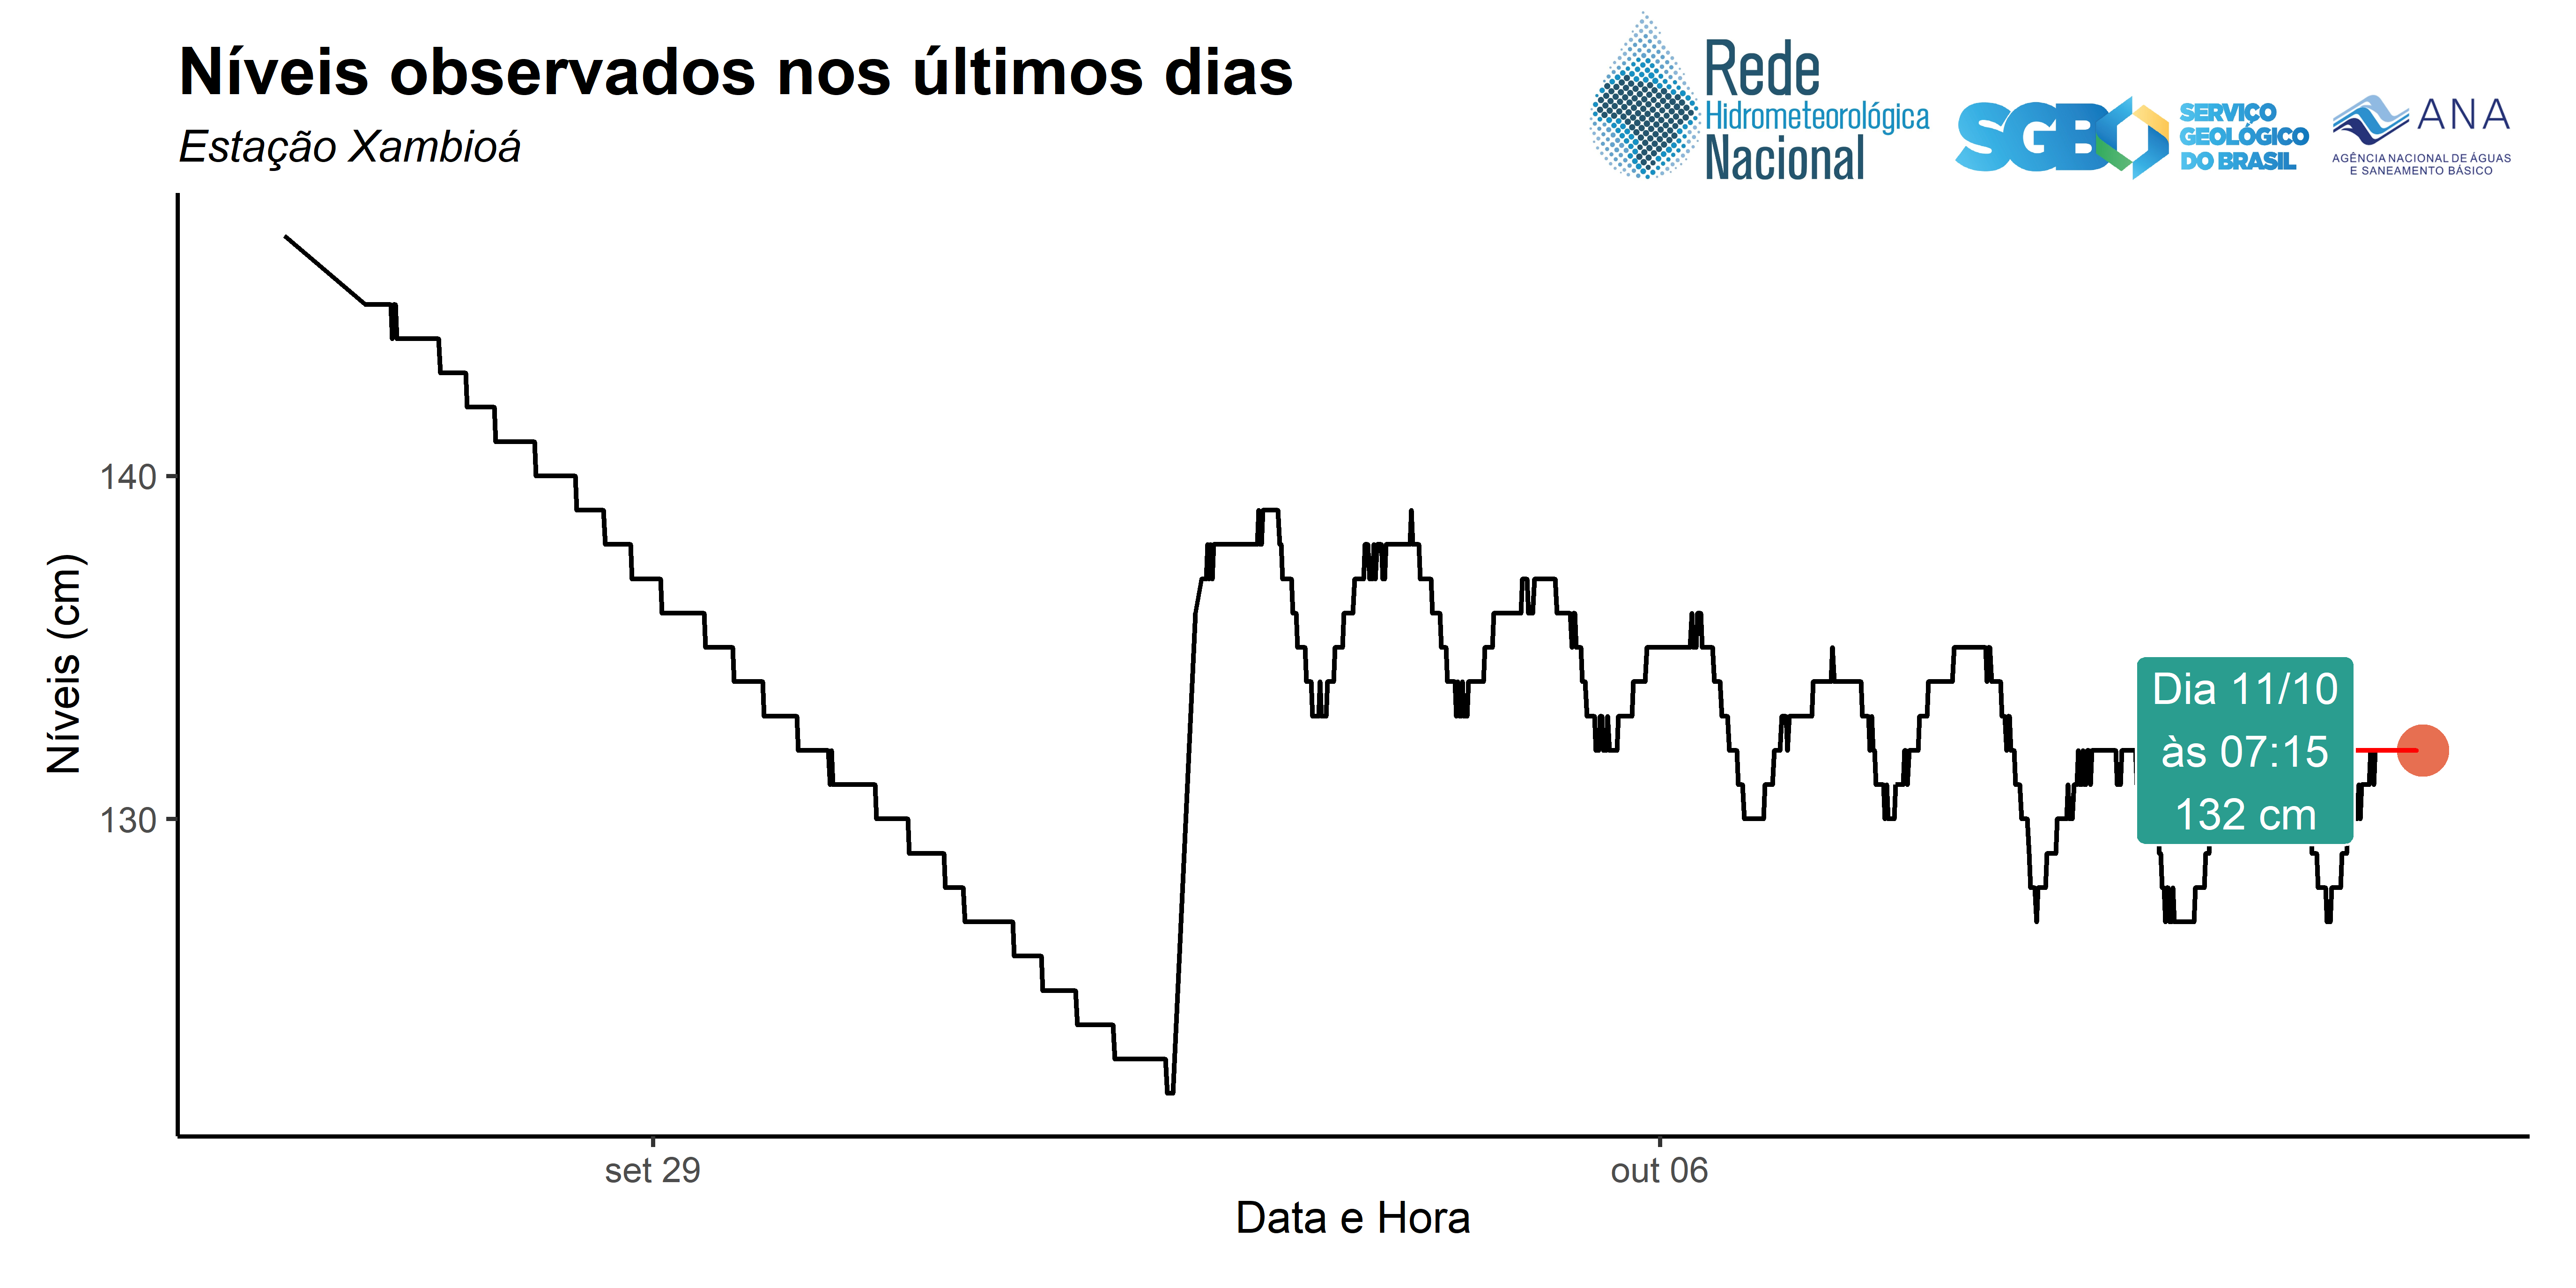 Níveis observados nos últimos dias
Estação Xambioá
Rede
Hidrometeorológica
Nacional
SGB
SERVIÇO
GEOLÓGICO
DO BRASIL
ANA
AGÊNCIA NACIONAL DE ÁGUAS
E SANEAMENTO BÁSICO
Níveis (cm)
140
130
Dia 11/10
às 07:15
132 cm
set 29
out 06
Data e Hora